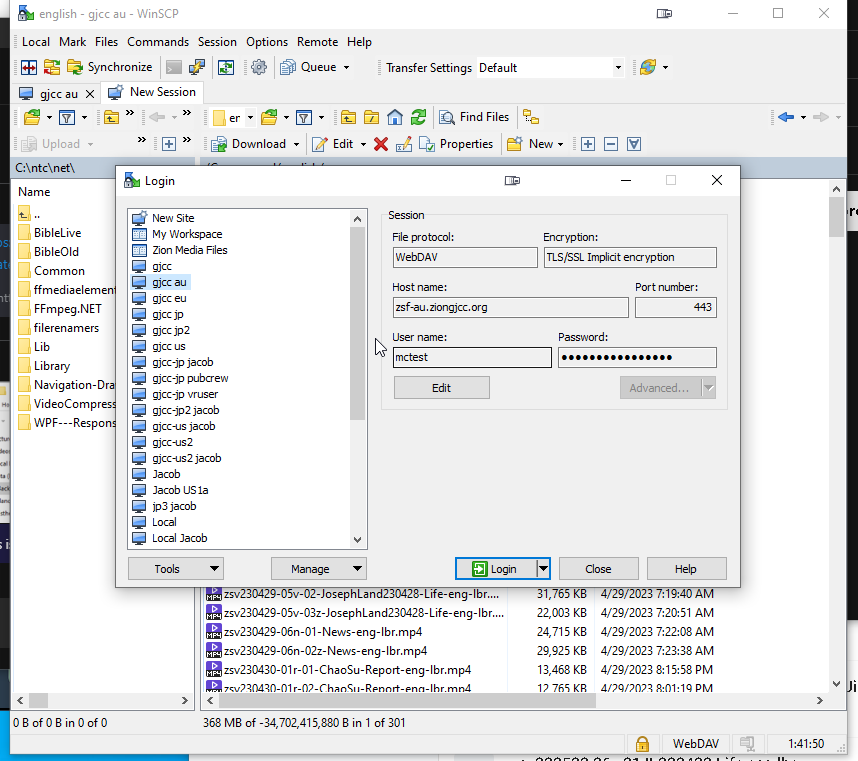 english - gjcc au - WinSCP
Local Mark Files Commands Session Options Remote Help
Synchronize Queue Transfer Settings Default
gjcc au New Session
er Find Files
Upload Download Edit Properties New
C:\ntc\net\
Name
..
BibleLive
BibleOld
Common
ffmediaelement
FFmpeg.NET
filerenamers
Lib
Library
Navigation-Dra
VideoCompress
WPF---Respons
Login
New Site
My Workspace
Zion Media Files
gjcc
gjcc au
gjcc eu
gjcc jp
gjcc jp2
gjcc us
gjcc-jp jacob
gjcc-jp pubcrew
gjcc-jp vruser
gjcc-jp2 jacob
gjcc-us jacob
gjcc-us2
gjcc-us2 jacob
Jacob
Jacob US1a
jp3 jacob
Local
Local Jacob
Session
File protocol: Encryption:
WebDAV TLS/SSL Implicit encryption
Host name: Port number:
zsf-au.ziongjcc.org 443
User name: Password:
mctest ●●●●●●●●●●●●●●●●
Edit Advanced...
Tools Manage Login Close Help
zsv230429-05v-02-JosephLand230428-Life-eng-lbr.... 31,765 KB 4/29/2023 7:19:40 AM
zsv230429-05v-03z-JosephLand230428-Life-eng-lbr.... 22,003 KB 4/29/2023 7:20:51 AM
zsv230429-06n-01-News-eng-lbr.mp4 24,715 KB 4/29/2023 7:22:08 AM
zsv230429-06n-02z-News-eng-lbr.mp4 29,925 KB 4/29/2023 7:23:38 AM
zsv230430-01r-01-ChaoSu-Report-eng-lbr.mp4 13,468 KB 4/29/2023 8:15:58 PM
zsv230430-01r-02-ChaoSu-Report-eng-lbr.mp4 12,765 KB 4/29/2023 8:01:19 PM
0 B of 0 B in 0 of 0 368 MB of -34,702,415,880 B in 1 of 301
WebDAV 1:41:50